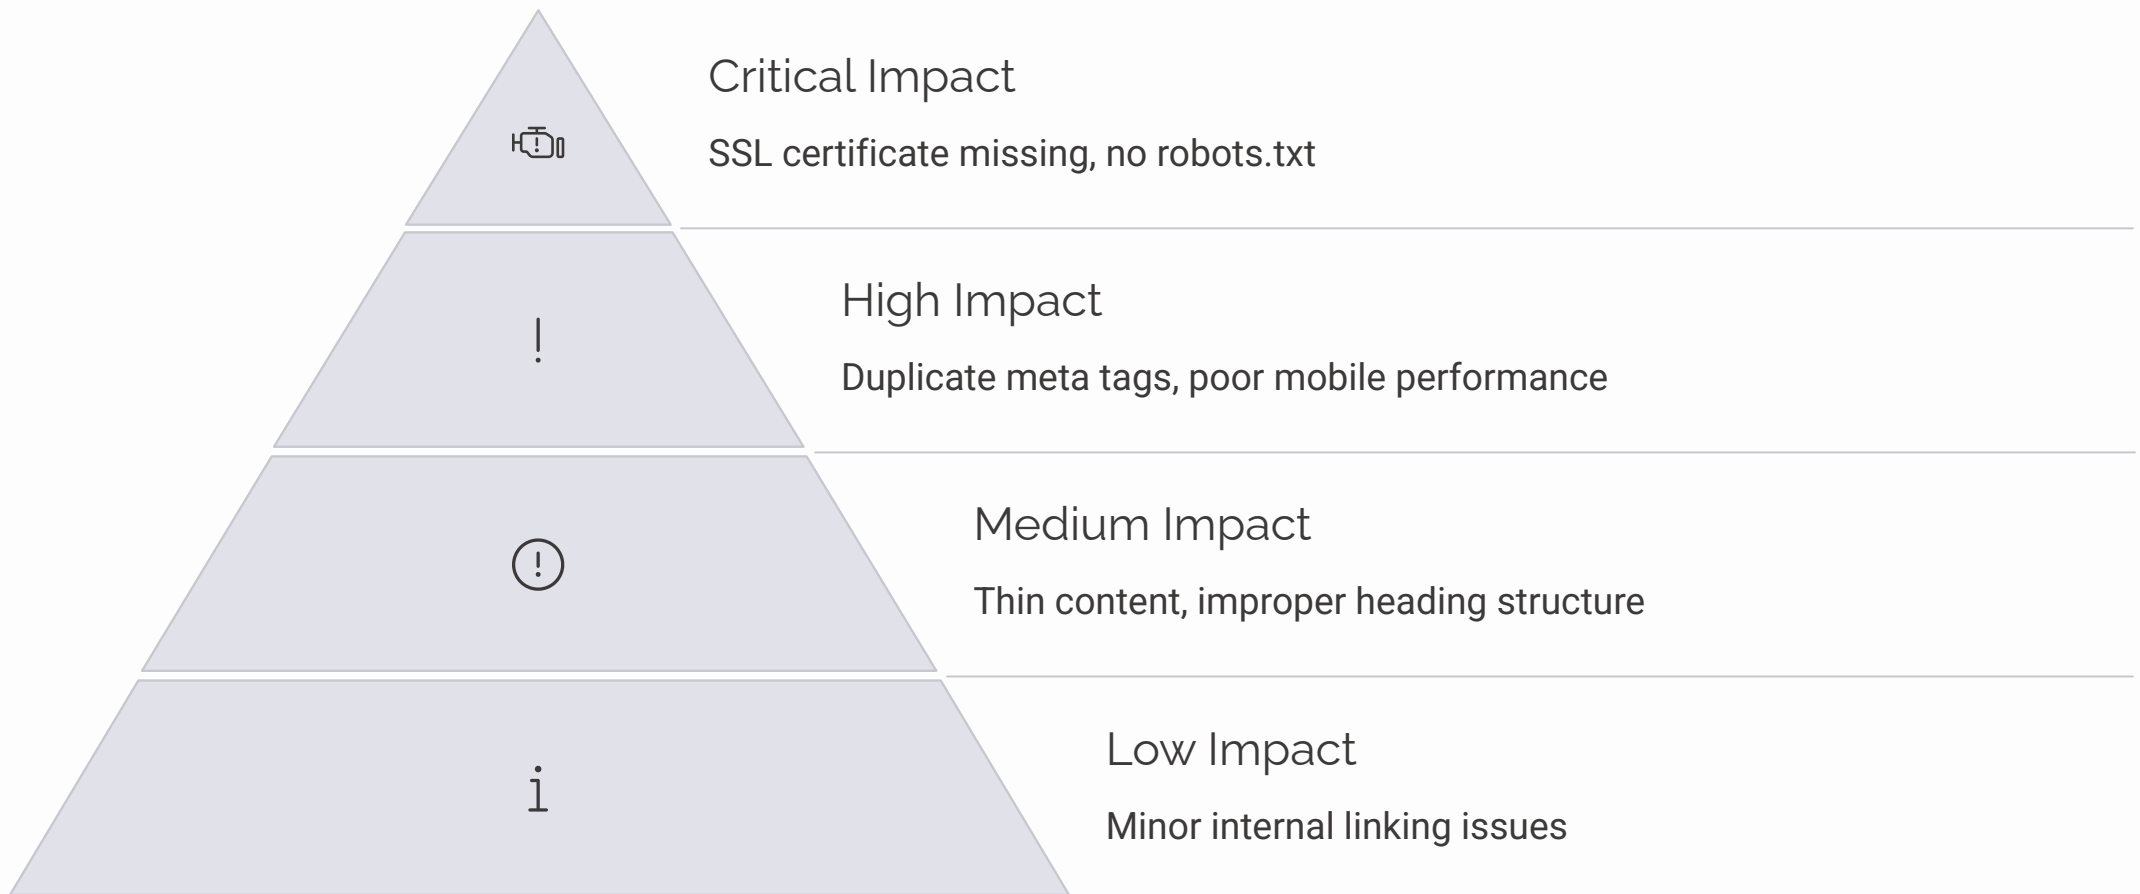 Critical Impact
SSL certificate missing, no robots.txt
High Impact
Duplicate meta tags, poor mobile performance
Medium Impact
Thin content, improper heading structure
Low Impact
Minor internal linking issues